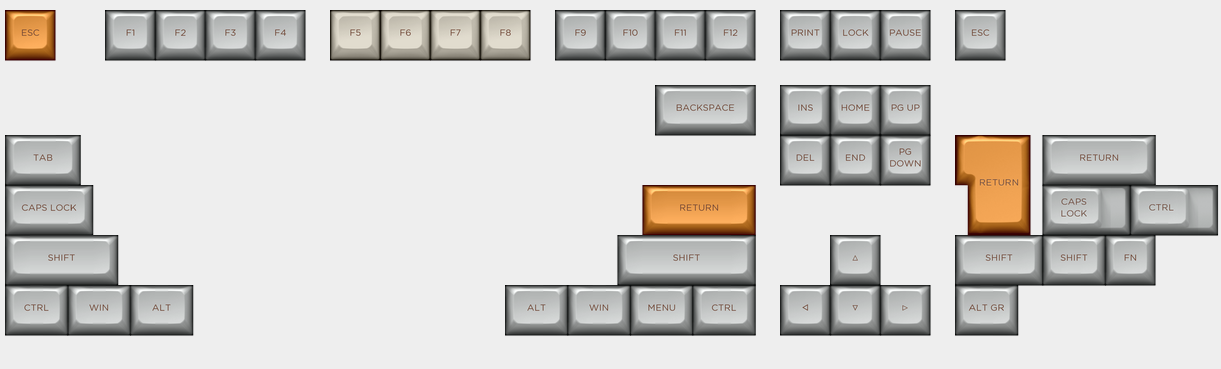 ESC F1 F2 F3 F4 F5 F6 F7 F8 F9 F10 F11 F12 PRINT LOCK PAUSE ESC
BACKSPACE INS HOME PG UP
TAB DEL END PG DOWN RETURN RETURN
CAPS LOCK RETURN CAPS LOCK CTRL
SHIFT SHIFT SHIFT SHIFT FN
CTRL WIN ALT ALT WIN MENU CTRL ALT GR